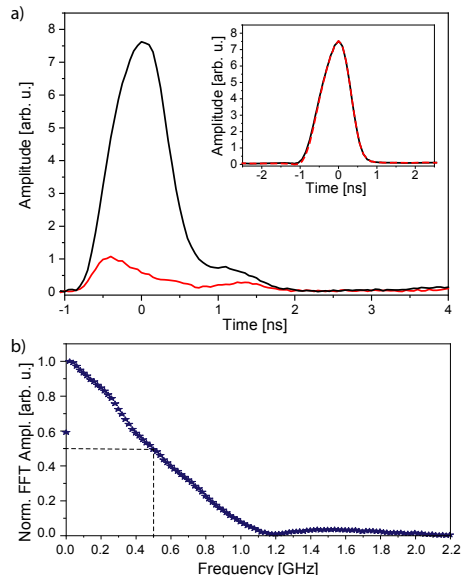 a)
Amplitude [arb. u.]
8
7
6
5
4
3
2
1
0
-1 0 1 2 3 4
Time [ns]
Amplitude [arb. u.]
8
7
6
5
4
3
2
1
0
-2 -1 0 1 2
Time [ns]
b)
Norm. FFT Ampl. [arb. u.]
1.0
0.8
0.6
0.4
0.2
0.0
0.0 0.2 0.4 0.6 0.8 1.0 1.2 1.4 1.6 1.8 2.0 2.2
Frequency [GHz]